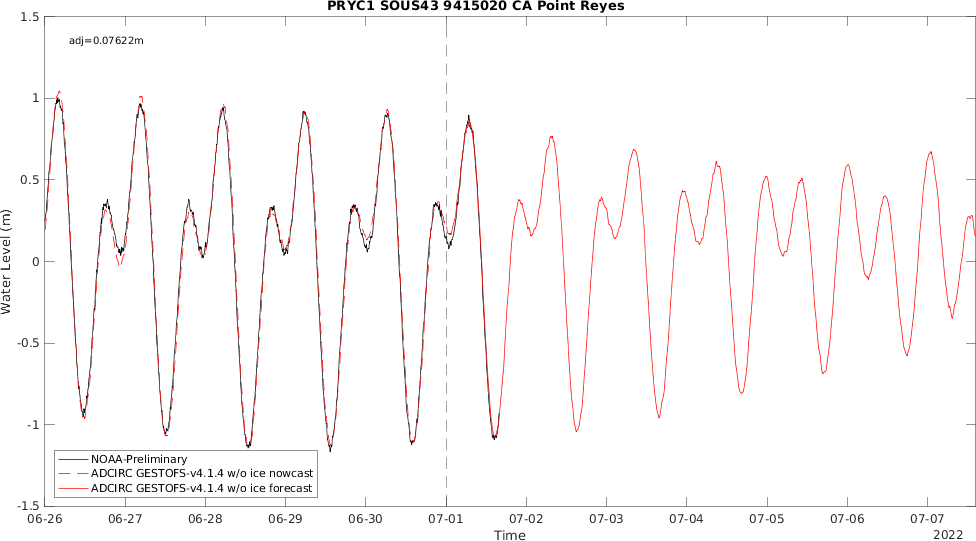 PRYC1 SOUS43 9415020 CA Point Reyes
1.5
adj=0.07622m
1
0.5
0
-0.5
-1
-1.5
Water Level (m)
NOAA-Preliminary
ADCIRC GESTOFS-v4.1.4 w/o ice nowcast
ADCIRC GESTOFS-v4.1.4 w/o ice forecast
06-26 06-27 06-28 06-29 06-30 07-01 07-02 07-03 07-04 07-05 07-06 07-07
Time
2022